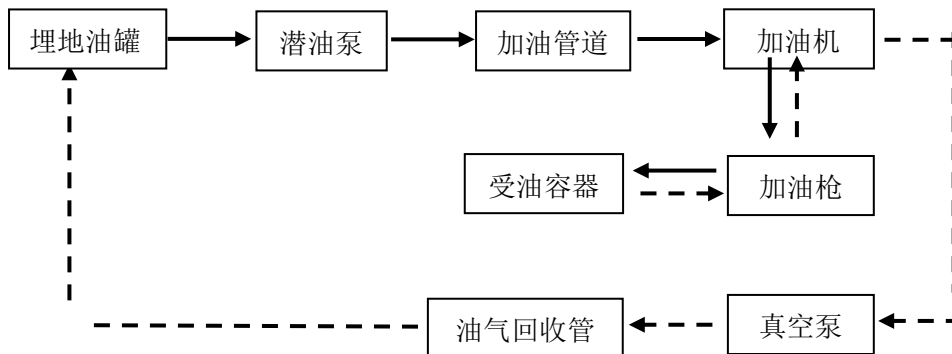 埋地油罐
潜油泵
加油管道
加油机
受油容器
加油枪
油气回收管
真空泵